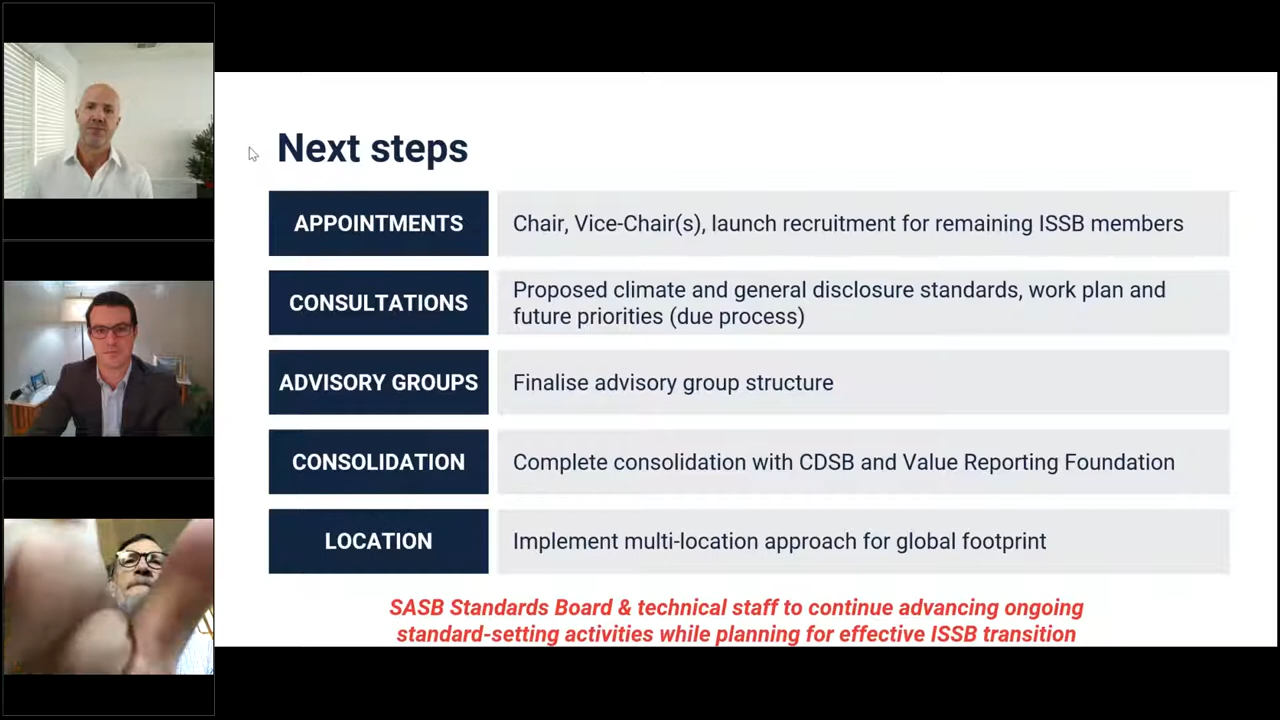 Next steps
APPOINTMENTS
Chair, Vice-Chair(s), launch recruitment for remaining ISSB members
CONSULTATIONS
Proposed climate and general disclosure standards, work plan and
future priorities (due process)
ADVISORY GROUPS
Finalise advisory group structure
CONSOLIDATION
Complete consolidation with CDSB and Value Reporting Foundation
LOCATION
Implement multi-location approach for global footprint
SASB Standards Board & technical staff to continue advancing ongoing
standard-setting activities while planning for effective ISSB transition